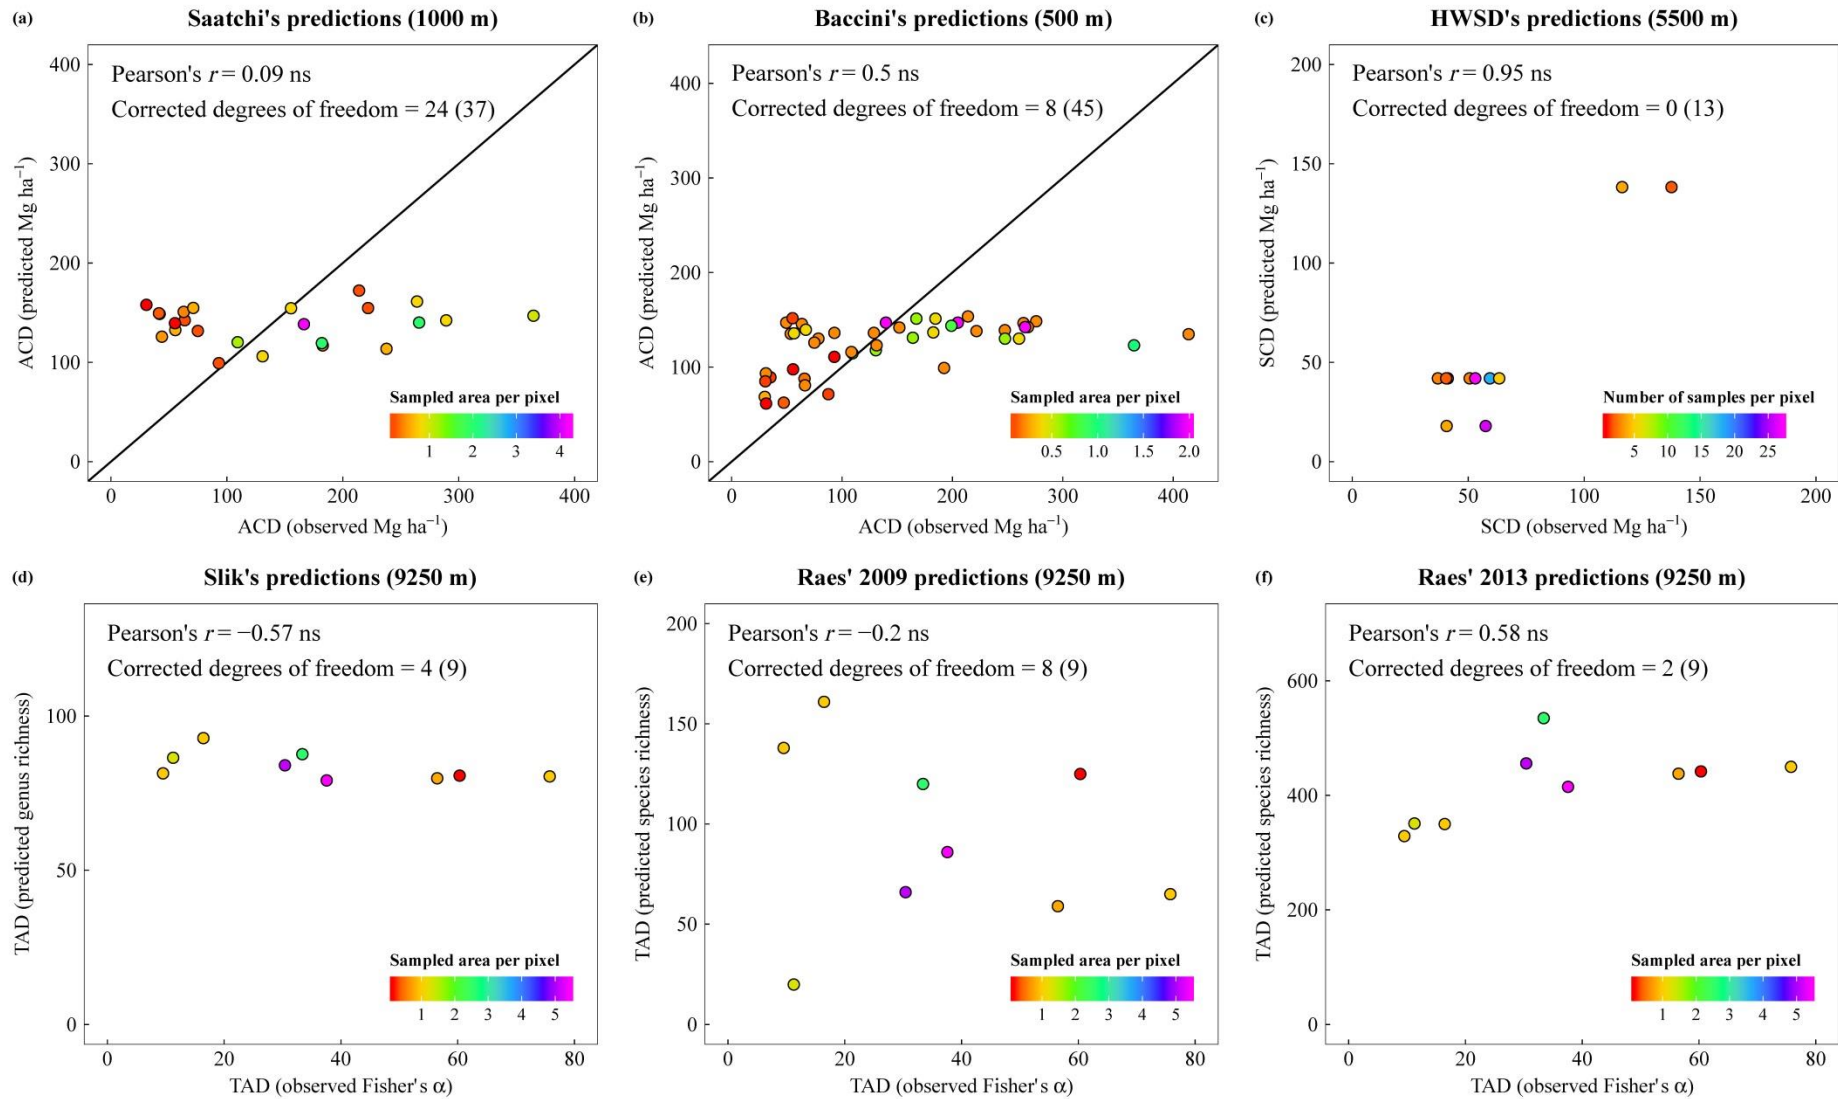 (a) Saatchi's predictions (1000 m)
Pearson's r = 0.09 ns
Corrected degrees of freedom = 24 (37)
ACD (predicted Mg ha⁻¹)
400
300
200
100
0
Sampled area per pixel
1 2 3 4
0 100 200 300 400
ACD (observed Mg ha⁻¹)
(b) Baccini's predictions (500 m)
Pearson's r = 0.5 ns
Corrected degrees of freedom = 8 (45)
ACD (predicted Mg ha⁻¹)
400
300
200
100
0
Sampled area per pixel
0.5 1.0 1.5 2.0
0 100 200 300 400
ACD (observed Mg ha⁻¹)
(c) HWSD's predictions (5500 m)
Pearson's r = 0.95 ns
Corrected degrees of freedom = 0 (13)
SCD (predicted Mg ha⁻¹)
200
150
100
50
0
Number of samples per pixel
5 10 15 20 25
0 50 100 150 200
SCD (observed Mg ha⁻¹)
(d) Slik's predictions (9250 m)
Pearson's r = −0.57 ns
Corrected degrees of freedom = 4 (9)
TAD (predicted genus richness)
100
50
0
Sampled area per pixel
1 2 3 4 5
0 20 40 60 80
TAD (observed Fisher's α)
(e) Raes' 2009 predictions (9250 m)
Pearson's r = −0.2 ns
Corrected degrees of freedom = 8 (9)
TAD (predicted species richness)
200
150
100
50
0
Sampled area per pixel
1 2 3 4 5
0 20 40 60 80
TAD (observed Fisher's α)
(f) Raes' 2013 predictions (9250 m)
Pearson's r = 0.58 ns
Corrected degrees of freedom = 2 (9)
TAD (predicted species richness)
600
400
200
0
Sampled area per pixel
1 2 3 4 5
0 20 40 60 80
TAD (observed Fisher's α)